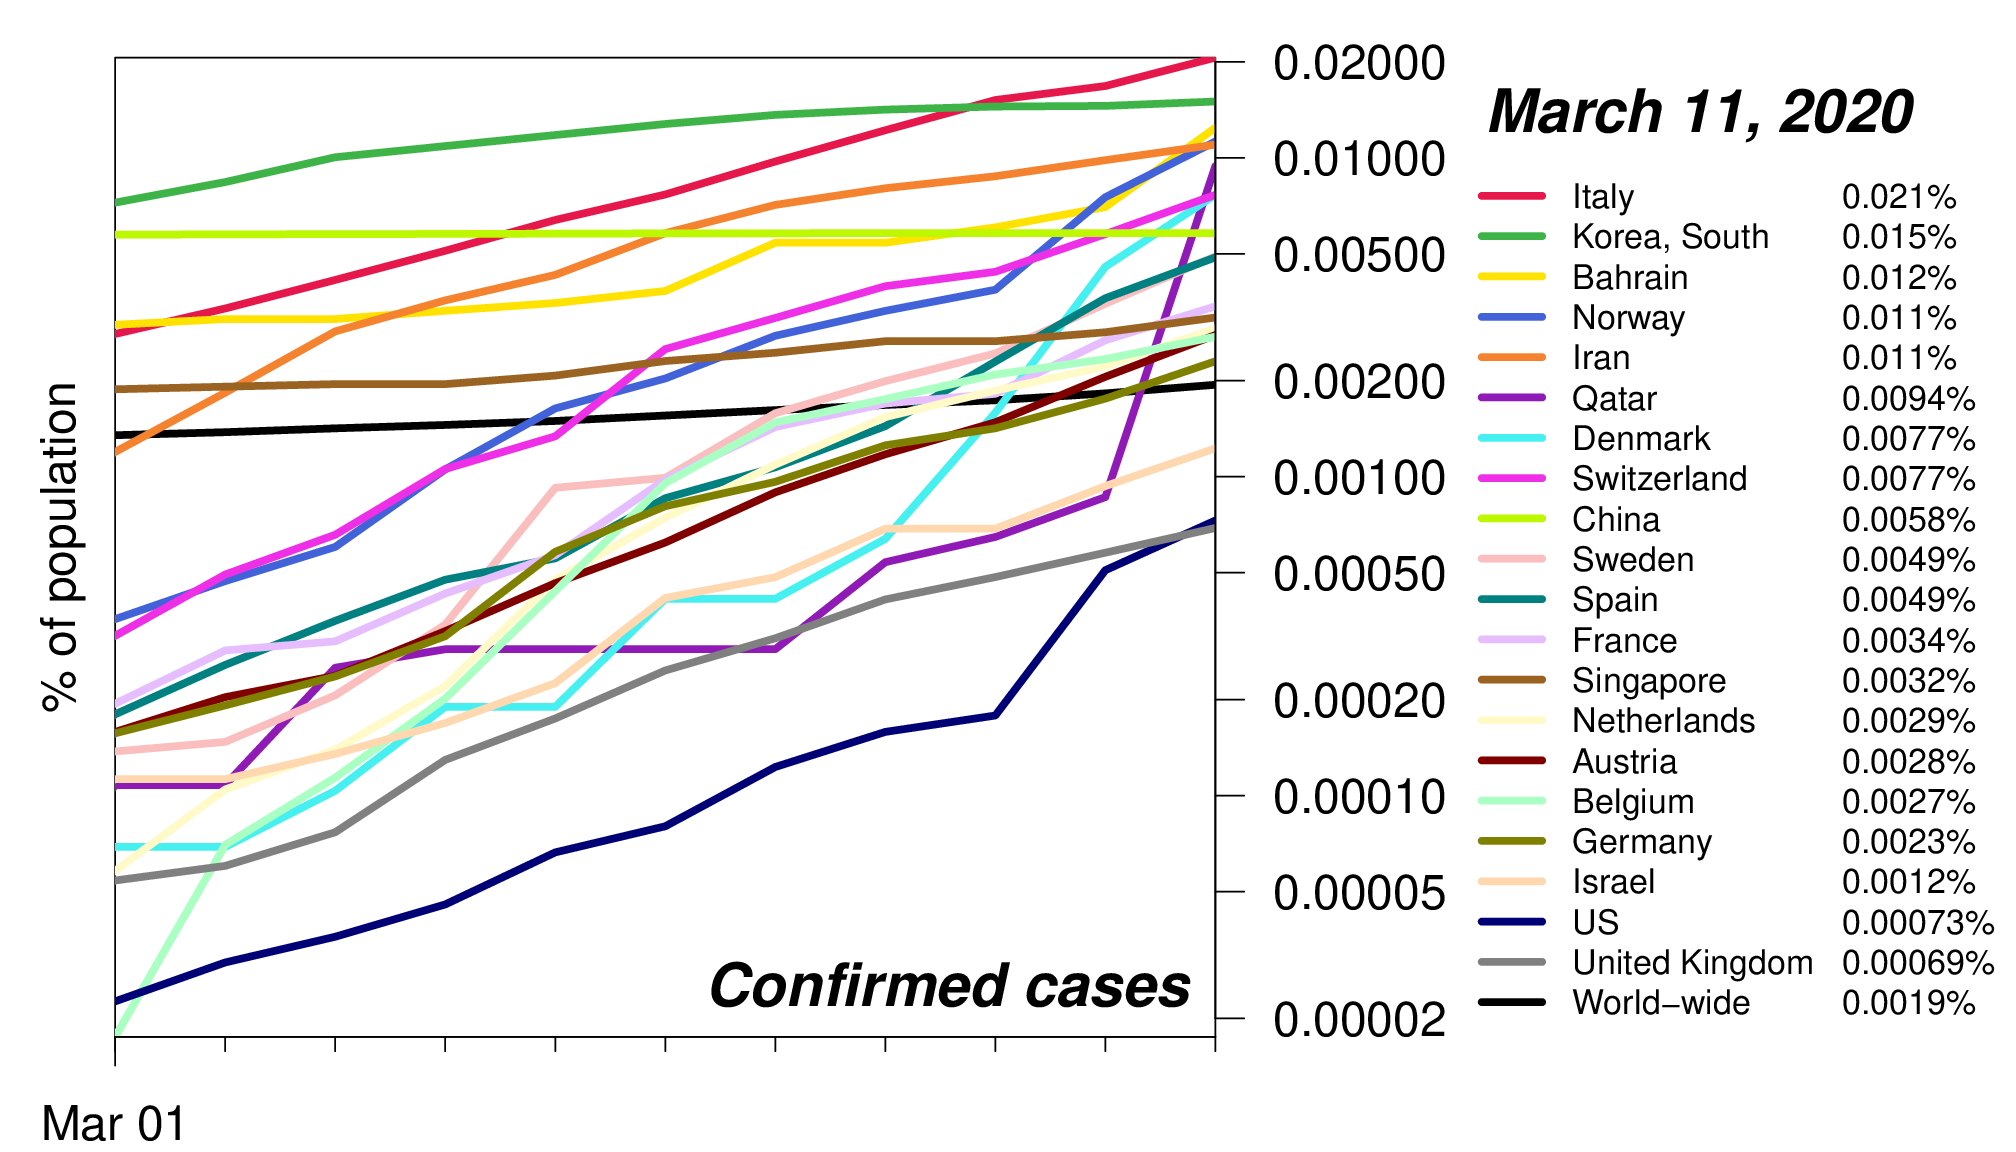 % of population
Mar 01
Confirmed cases
0.02000
0.01000
0.00500
0.00200
0.00100
0.00050
0.00020
0.00010
0.00005
0.00002
March 11, 2020
Italy 0.021%
Korea, South 0.015%
Bahrain 0.012%
Norway 0.011%
Iran 0.011%
Qatar 0.0094%
Denmark 0.0077%
Switzerland 0.0077%
China 0.0058%
Sweden 0.0049%
Spain 0.0049%
France 0.0034%
Singapore 0.0032%
Netherlands 0.0029%
Austria 0.0028%
Belgium 0.0027%
Germany 0.0023%
Israel 0.0012%
US 0.00073%
United Kingdom 0.00069%
World−wide 0.0019%